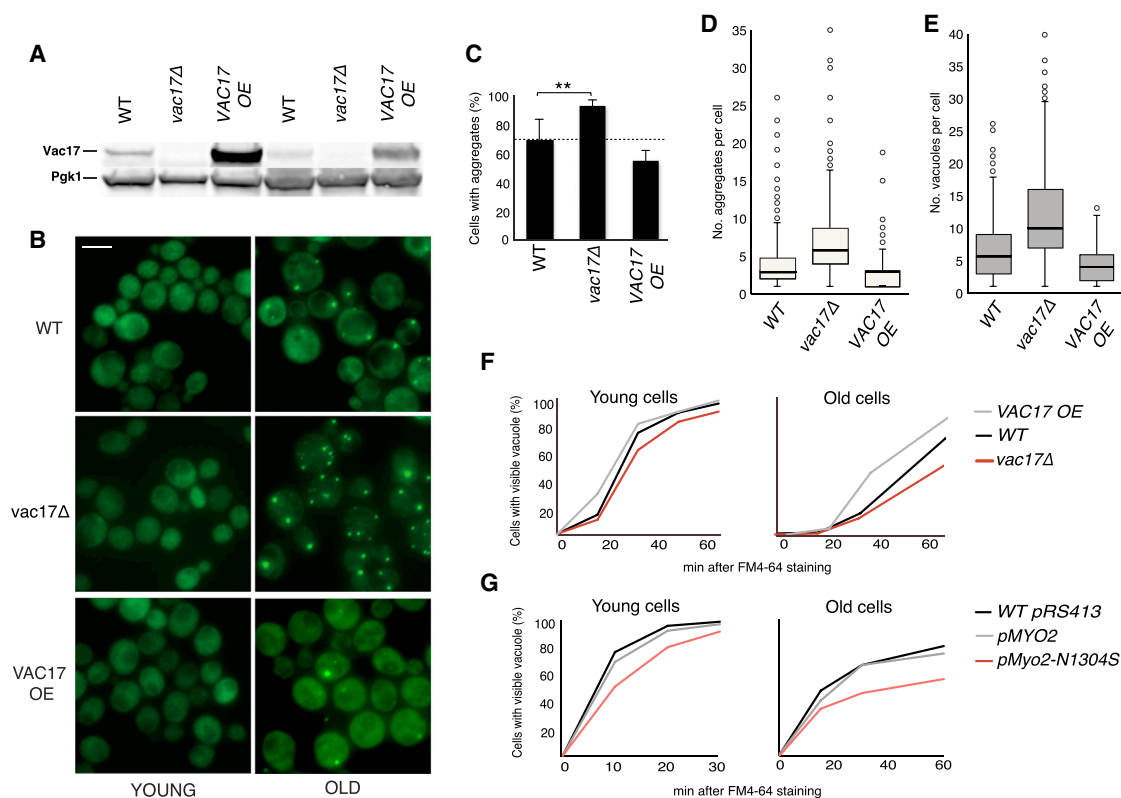 A
WT
vac17Δ
VAC17
OE
WT
vac17Δ
VAC17
OE
Vac17
Pgk1
B
WT
vac17Δ
VAC17
OE
YOUNG
OLD
C
Cells with aggregates (%)
100
80
60
40
20
0
**
WT
vac17Δ
VAC17
OE
D
No. aggregates per cell
35
30
25
20
15
10
5
0
WT
vac17Δ
VAC17
OE
E
No. vacuoles per cell
40
35
30
25
20
15
10
5
0
WT
vac17Δ
VAC17
OE
F
Young cells
Old cells
Cells with visible vacuole (%)
100
80
60
40
20
0 20 40 60
0 20 40 60
min after FM4-64 staining
VAC17 OE
WT
vac17Δ
G
Young cells
Old cells
Cells with visible vacuole (%)
100
80
60
40
20
0 10 20 30
0 20 40 60
min after FM4-64 staining
WT pRS413
pMYO2
pMyo2-N1304S